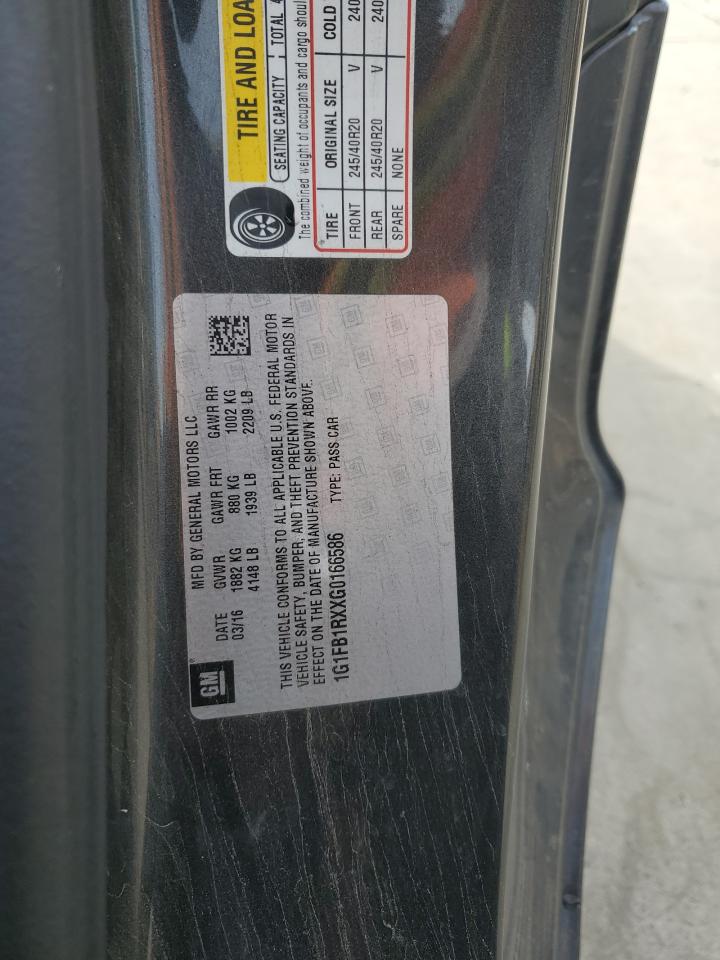 TIRE AND LOA
SEATING CAPACITY TOTAL 4
The combined weight of occupants and cargo shou
TIRE ORIGINAL SIZE COLD
FRONT 245/40R20 V 240
REAR 245/40R20 V 240
SPARE NONE
GM
MFD BY GENERAL MOTORS LLC
DATE GVWR GAWR FRT GAWR RR
03/16 1882 KG 880 KG 1002 KG
4148 LB 1939 LB 2209 LB
THIS VEHICLE CONFORMS TO ALL APPLICABLE U.S. FEDERAL MOTOR
VEHICLE SAFETY, BUMPER, AND THEFT PREVENTION STANDARDS IN
EFFECT ON THE DATE OF MANUFACTURE SHOWN ABOVE.
1G1FB1RXXG0166586 TYPE: PASS CAR